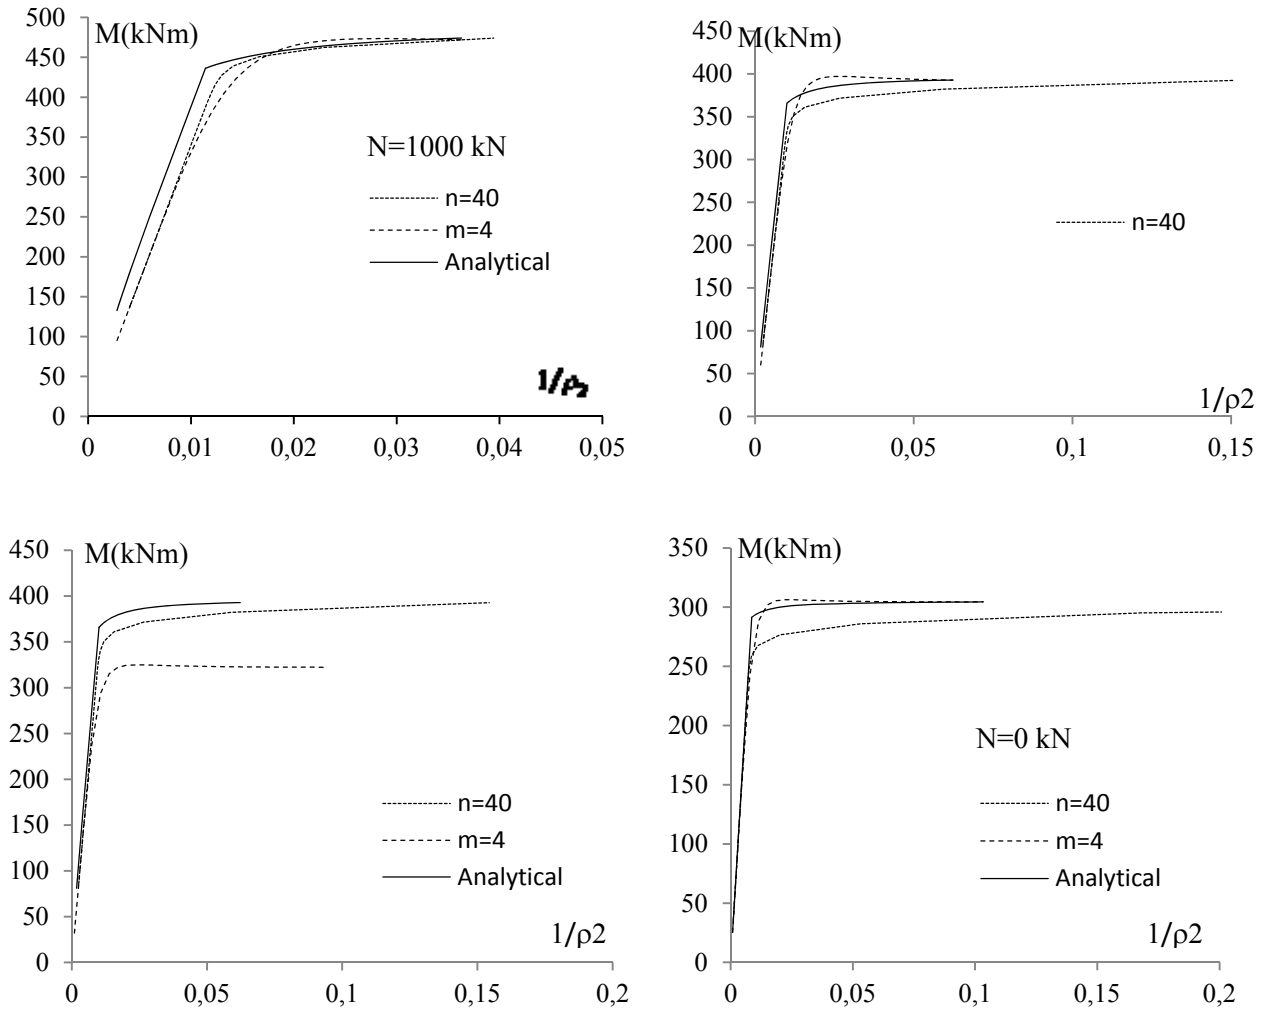 M(kNm)
500
450
400
350
300
250
200
150
100
50
0
N=1000 kN
n=40
m=4
Analytical
1/ρ2
0 0,01 0,02 0,03 0,04 0,05
M(kNm)
450
400
350
300
250
200
150
100
50
0
n=40
1/ρ2
0 0,05 0,1 0,15
M(kNm)
450
400
350
300
250
200
150
100
50
0
n=40
m=4
Analytical
1/ρ2
0 0,05 0,1 0,15 0,2
M(kNm)
350
300
250
200
150
100
50
0
N=0 kN
n=40
m=4
Analytical
1/ρ2
0 0,05 0,1 0,15 0,2